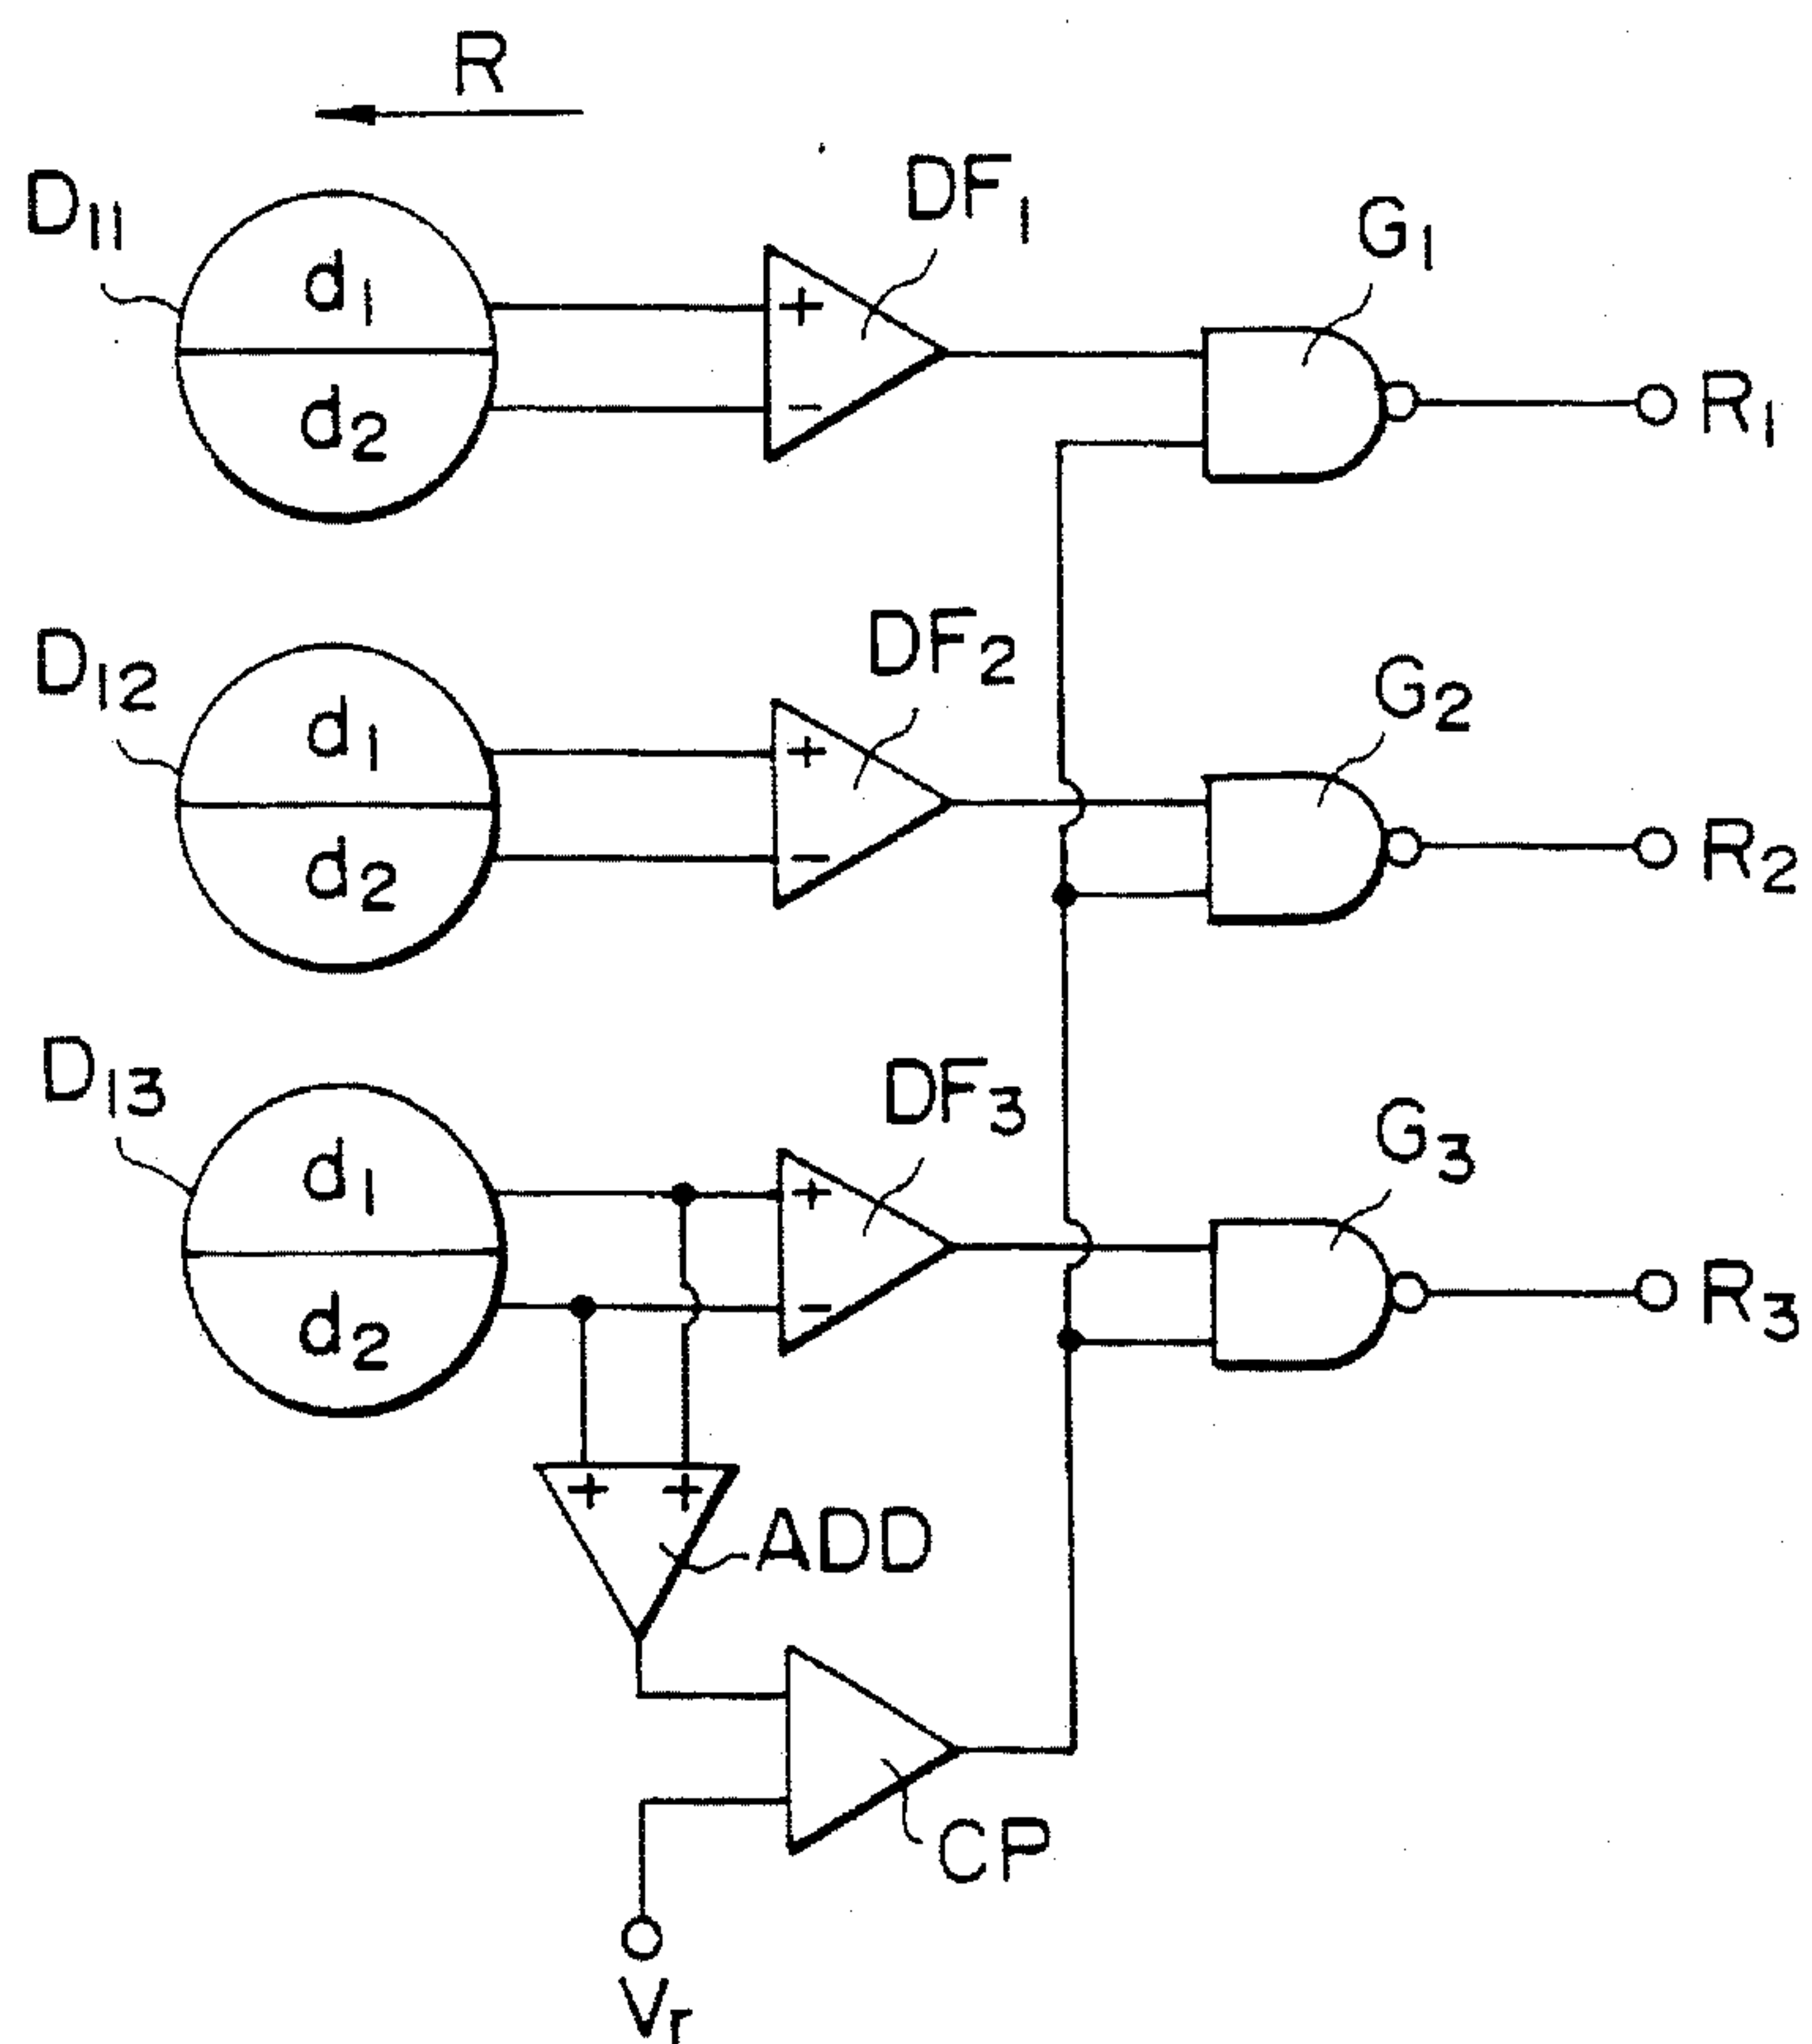 R
D11
d1
d2
DF1
+
−
G1
R1
D12
d1
d2
DF2
+
−
G2
R2
D13
d1
d2
DF3
+
−
G3
R3
+ +
ADD
CP
Vr